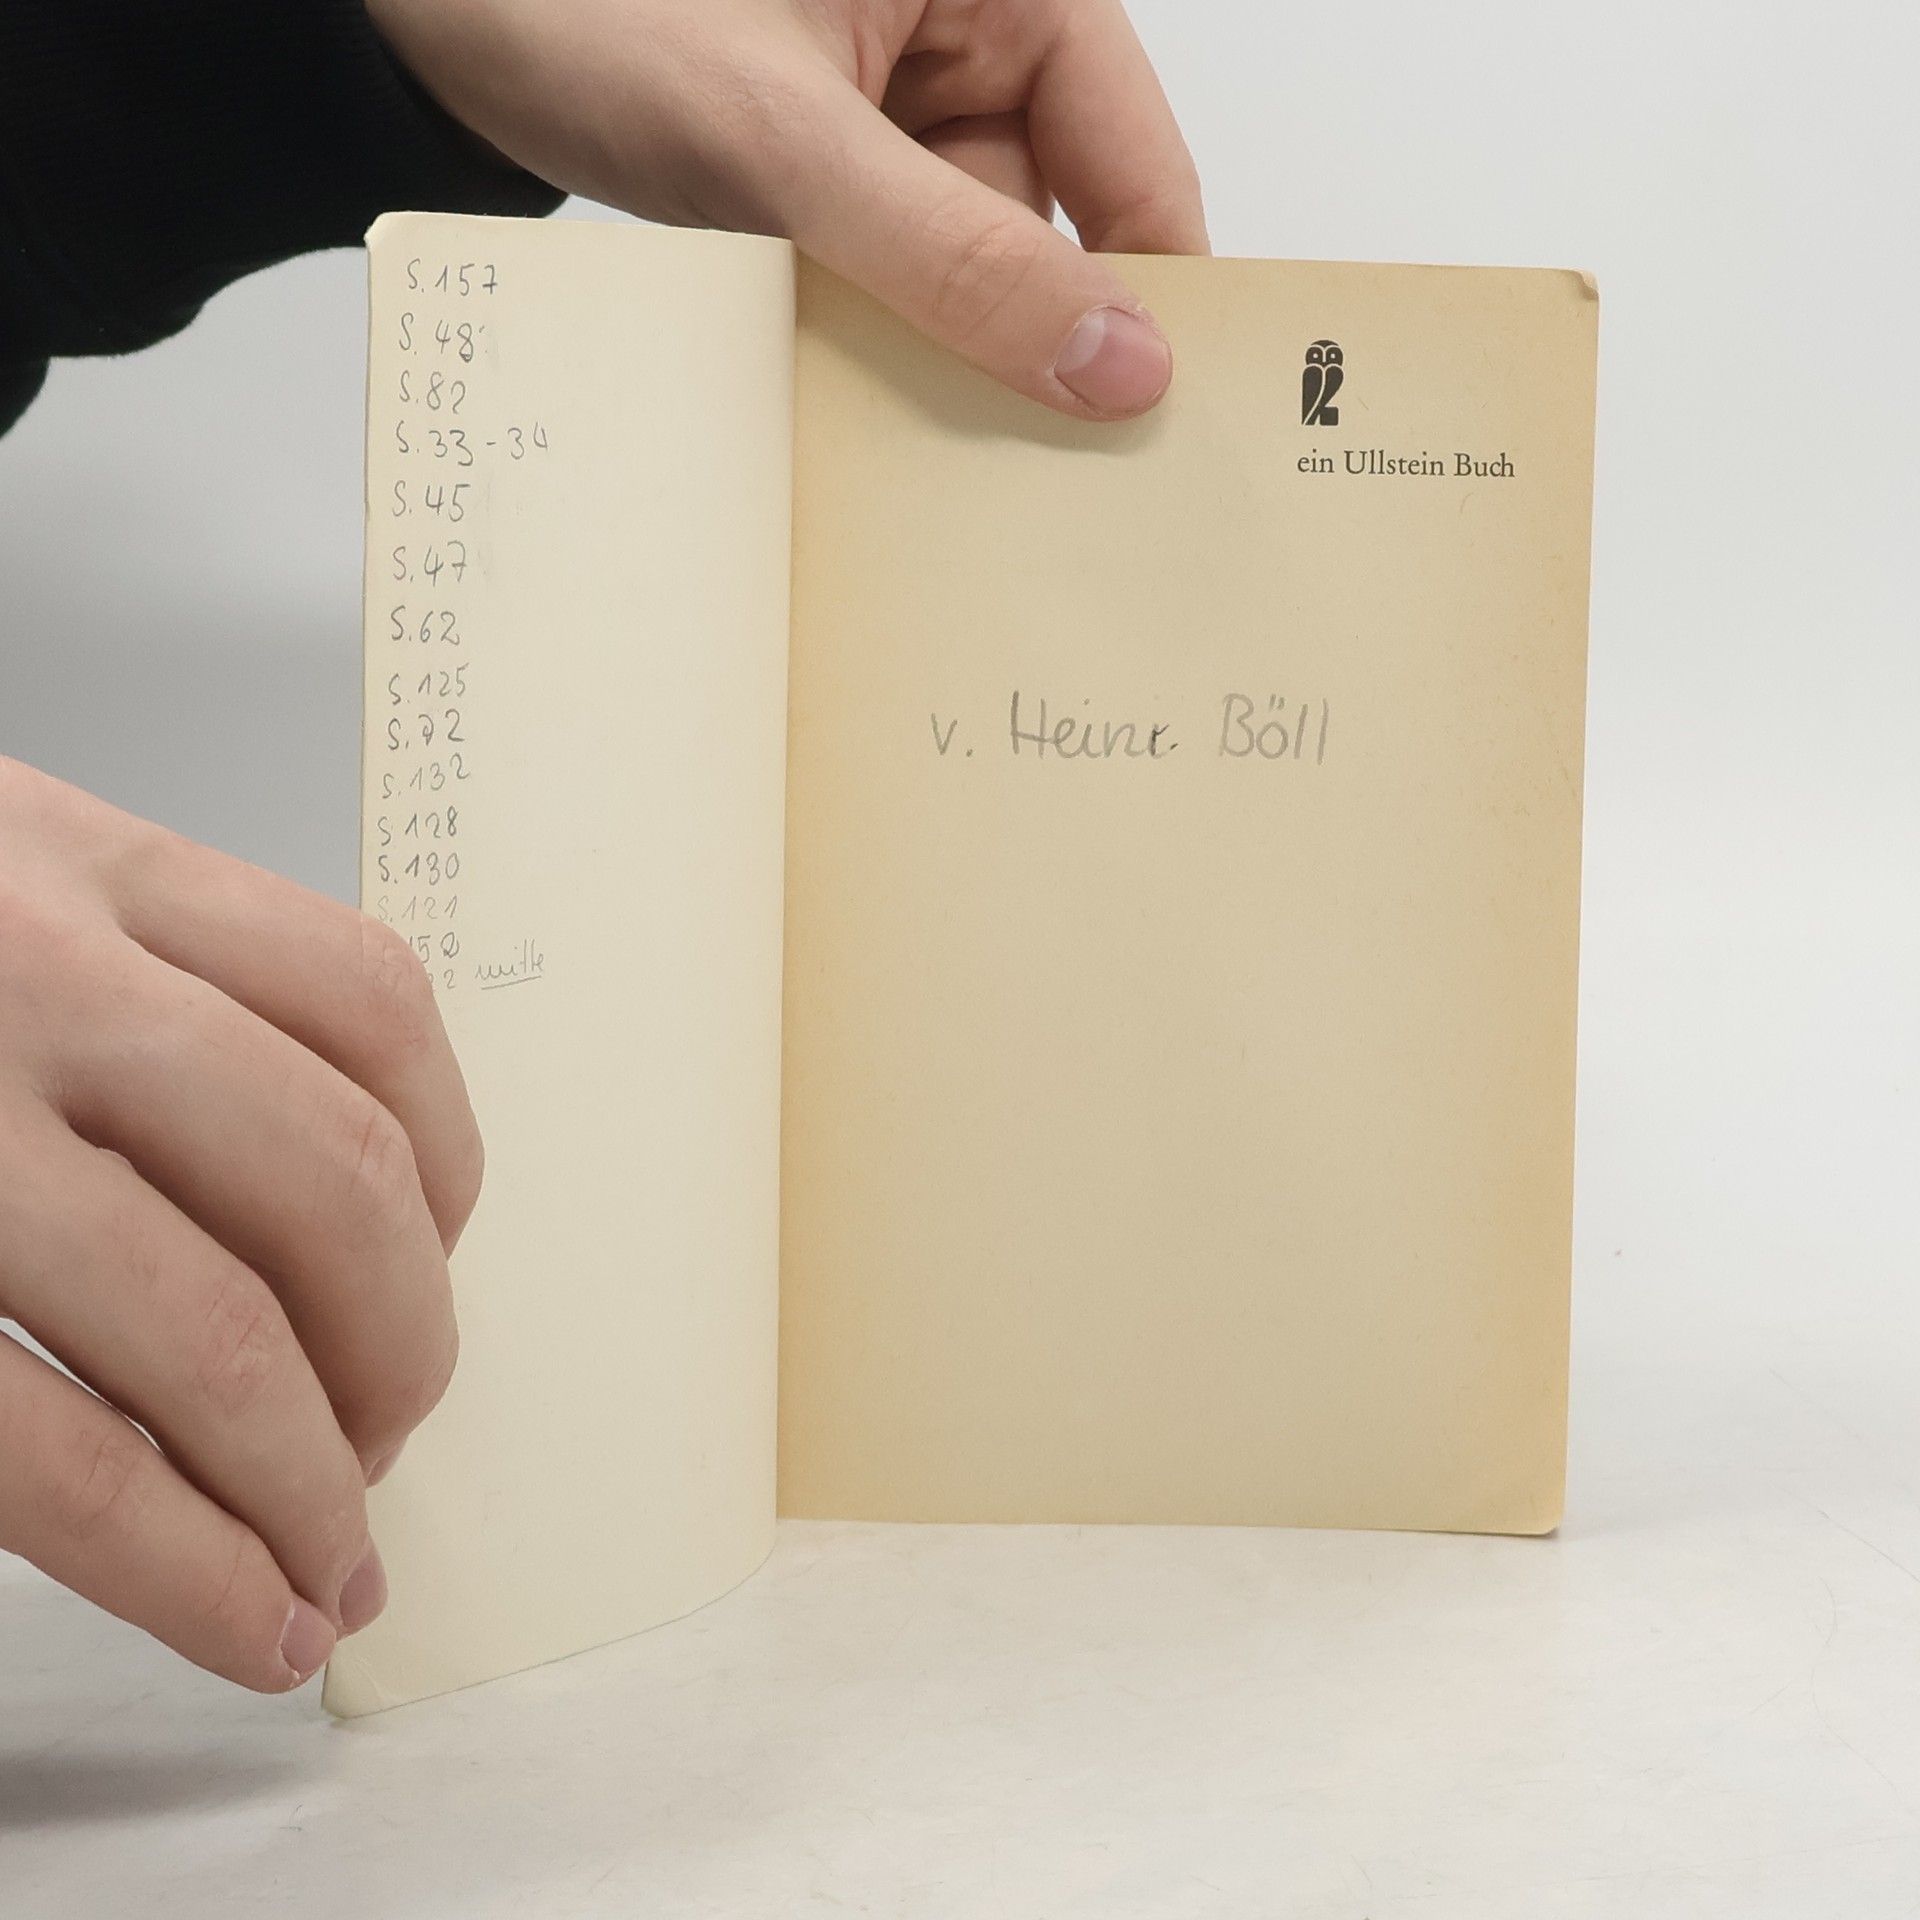 S. 157
S. 48
S. 82
S. 33 - 34
S. 45
S. 47
S. 62
S. 125
S. 72
S. 132
S. 128
S. 130
S. 121
mitte
ein Ullstein Buch
v. Heinr. Böll